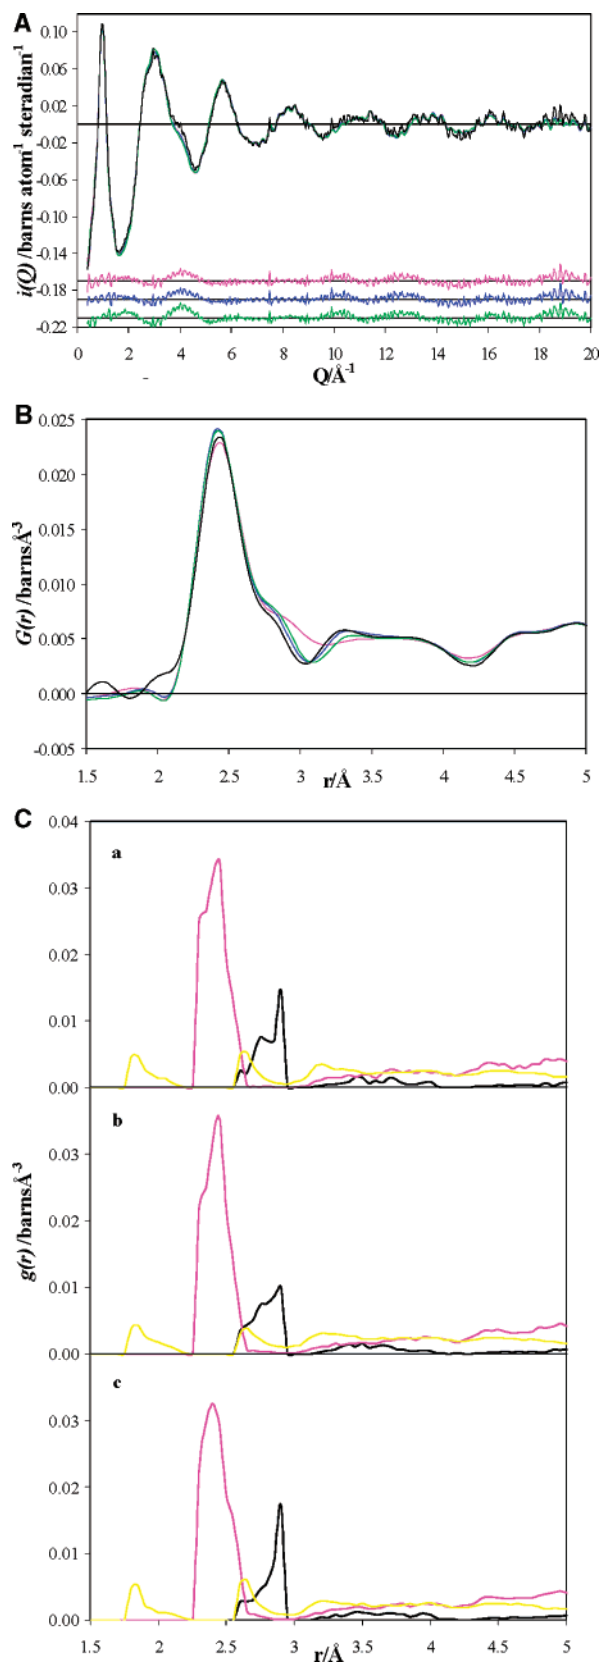 A
i(Q) /barns atom⁻¹ steradian⁻¹
0.10
0.06
0.02
-0.02
-0.06
-0.10
-0.14
-0.18
-0.22
0 2 4 6 8 10 12 14 16 18 20
Q/Å⁻¹
B
G(r) /barnsÅ⁻³
0.025
0.020
0.015
0.010
0.005
0.000
-0.005
1.5 2 2.5 3 3.5 4 4.5 5
r/Å
C
g(r) /barnsÅ⁻³
0.04
a
0.03
0.02
0.01
0.00
b
0.03
0.02
0.01
0.00
c
0.03
0.02
0.01
0.00
1.5 2 2.5 3 3.5 4 4.5 5
r/Å